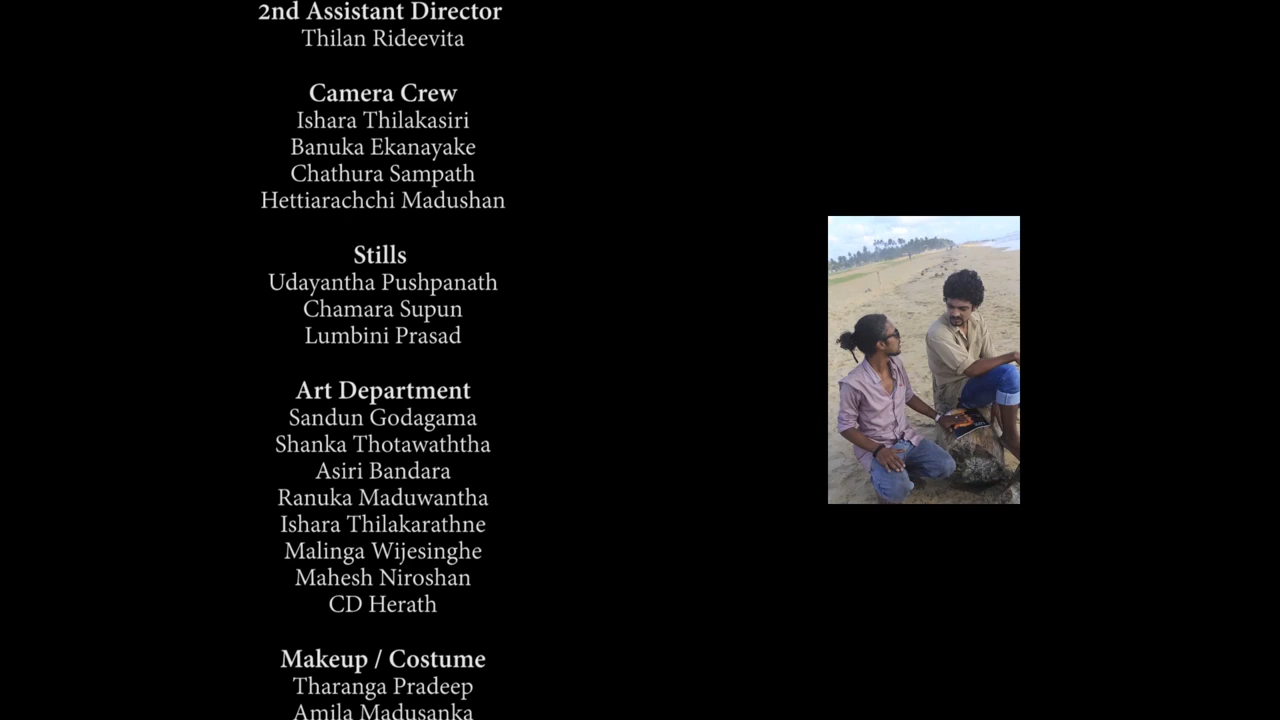 2nd Assistant Director
Thilan Rideevita
Camera Crew
Ishara Thilakasiri
Banuka Ekanayake
Chathura Sampath
Hettiarachchi Madushan
Stills
Udayantha Pushpanath
Chamara Supun
Lumbini Prasad
Art Department
Sandun Godagama
Shanka Thotawaththa
Asiri Bandara
Ranuka Maduwantha
Ishara Thilakarathne
Malinga Wijesinghe
Mahesh Niroshan
CD Herath
Makeup / Costume
Tharanga Pradeep
Amila Madusanka